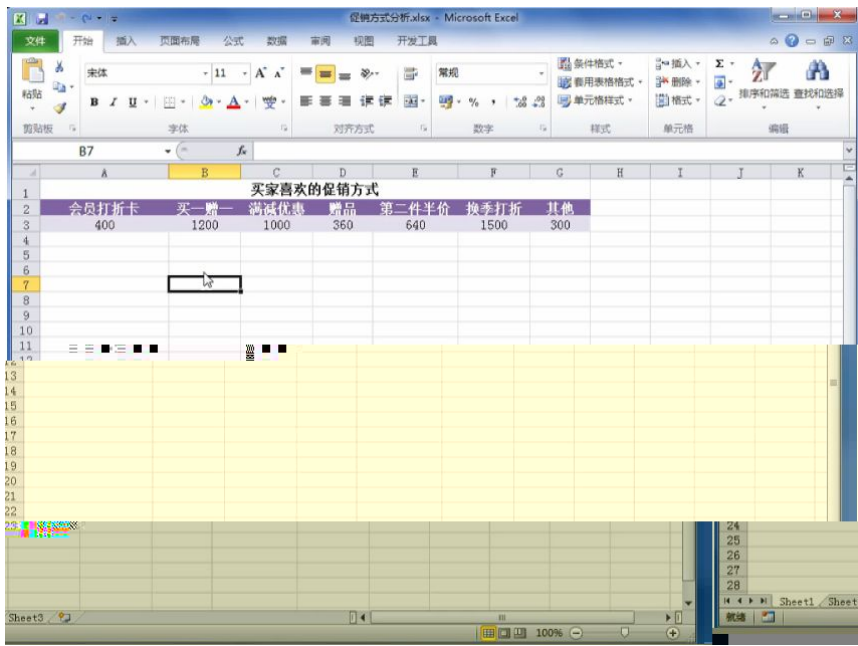 促销方式分析.xlsx - Microsoft Excel
文件 开始 插入 页面布局 公式 数据 审阅 视图 开发工具
宋体 11 A A 常规 条件格式 插入 Σ
粘贴 B I U A 变 % , 套用表格格式 删除 排序和筛选 查找和选择
单元格样式 格式
剪贴板 字体 对齐方式 数字 样式 单元格 编辑
B7 fx
A B C D E F G H I J K
1 买家喜欢的促销方式
2 会员打折卡 买一赠一 满减优惠 赠品 第二件半价 换季打折 其他
3 400 1200 1000 360 640 1500 300
4
5
6
7
8
9
10
11
12
13
14
15
16
17
18
19
20
21
22
23 24
25
26
27
28
Sheet1 Sheet
Sheet3 就绪
100%